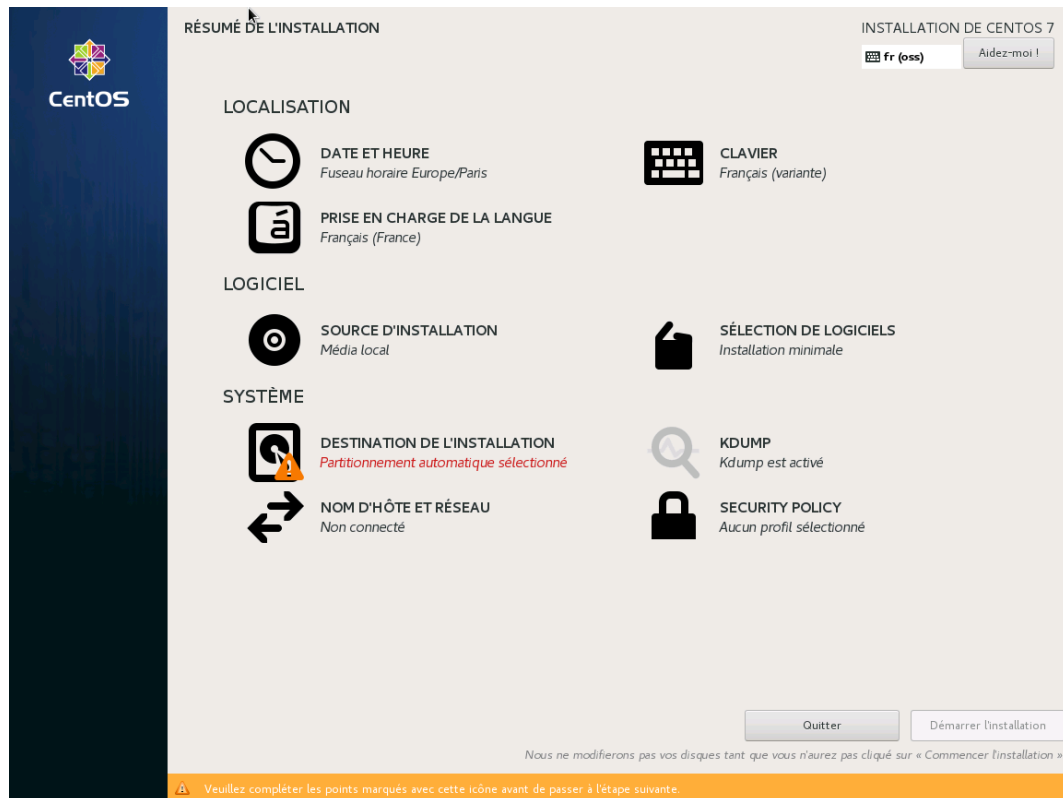 RÉSUMÉ DE L'INSTALLATION
INSTALLATION DE CENTOS 7
fr (oss)
Aidez-moi !
CentOS
LOCALISATION
DATE ET HEURE
Fuseau horaire Europe/Paris
CLAVIER
Français (variante)
PRISE EN CHARGE DE LA LANGUE
Français (France)
LOGICIEL
SOURCE D'INSTALLATION
Média local
SÉLECTION DE LOGICIELS
Installation minimale
SYSTÈME
DESTINATION DE L'INSTALLATION
Partitionnement automatique sélectionné
KDUMP
Kdump est activé
NOM D'HÔTE ET RÉSEAU
Non connecté
SECURITY POLICY
Aucun profil sélectionné
Quitter
Démarrer l'installation
Nous ne modifierons pas vos disques tant que vous n'aurez pas cliqué sur « Commencer l'installation »
Veuillez compléter les points marqués avec cette icône avant de passer à l'étape suivante.